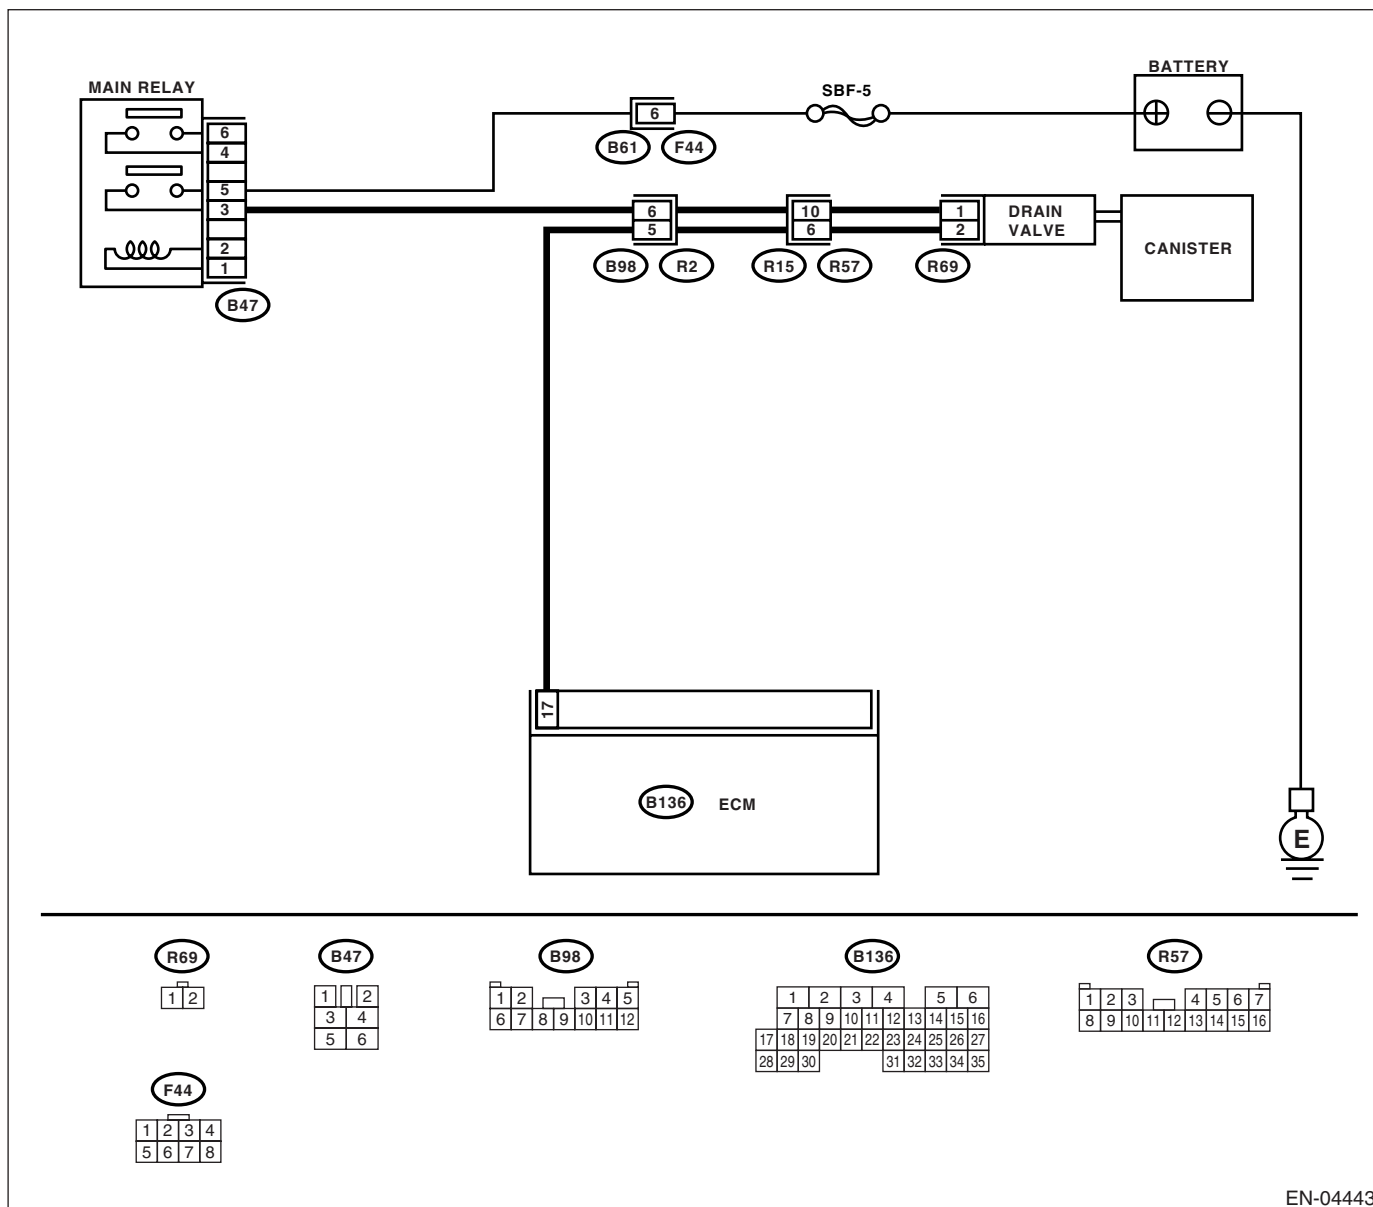 BATTERY
MAIN RELAY
SBF-5
6
B61 F44
6
4
5
3
2
1
B47
6
5
B98 R2
10
6
R15 R57
1
2
R69
DRAIN
VALVE
CANISTER
17
B136 ECM
E
R69
1 2
B47
1 2
3 4
5 6
B98
1 2 3 4 5
6 7 8 9 10 11 12
B136
1 2 3 4 5 6
7 8 9 10 11 12 13 14 15 16
17 18 19 20 21 22 23 24 25 26 27
28 29 30 31 32 33 34 35
R57
1 2 3 4 5 6 7
8 9 10 11 12 13 14 15 16
F44
1 2 3 4
5 6 7 8
EN-04443